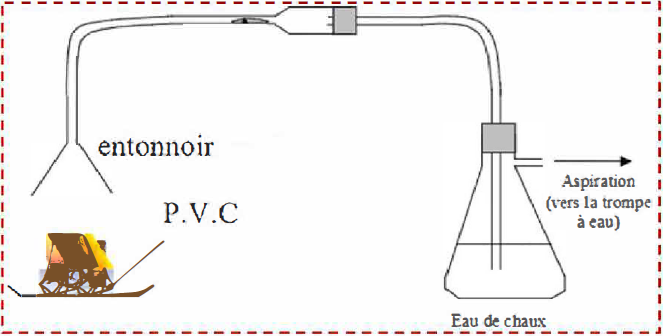 entonnoir
P.V.C
Aspiration
(vers la trompe
à eau)
Eau de chaux